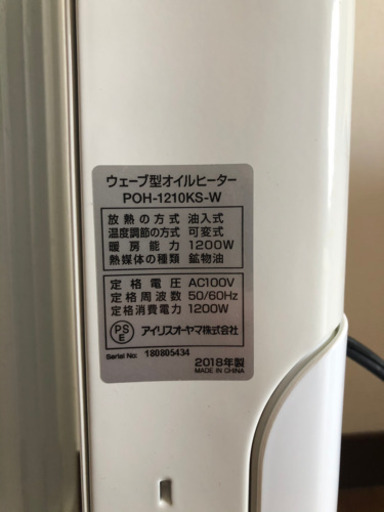 ウェーブ型オイルヒーター
POH-1210KS-W
放熱の方式 油入式
温度調節の方式 可変式
暖房能力 1200W
熱媒体の種類 鉱物油
定格電圧 AC100V
定格周波数 50/60Hz
定格消費電力 1200W
PS
E アイリスオーヤマ株式会社
Serial No: 180805434
2018年製
MADE IN CHINA